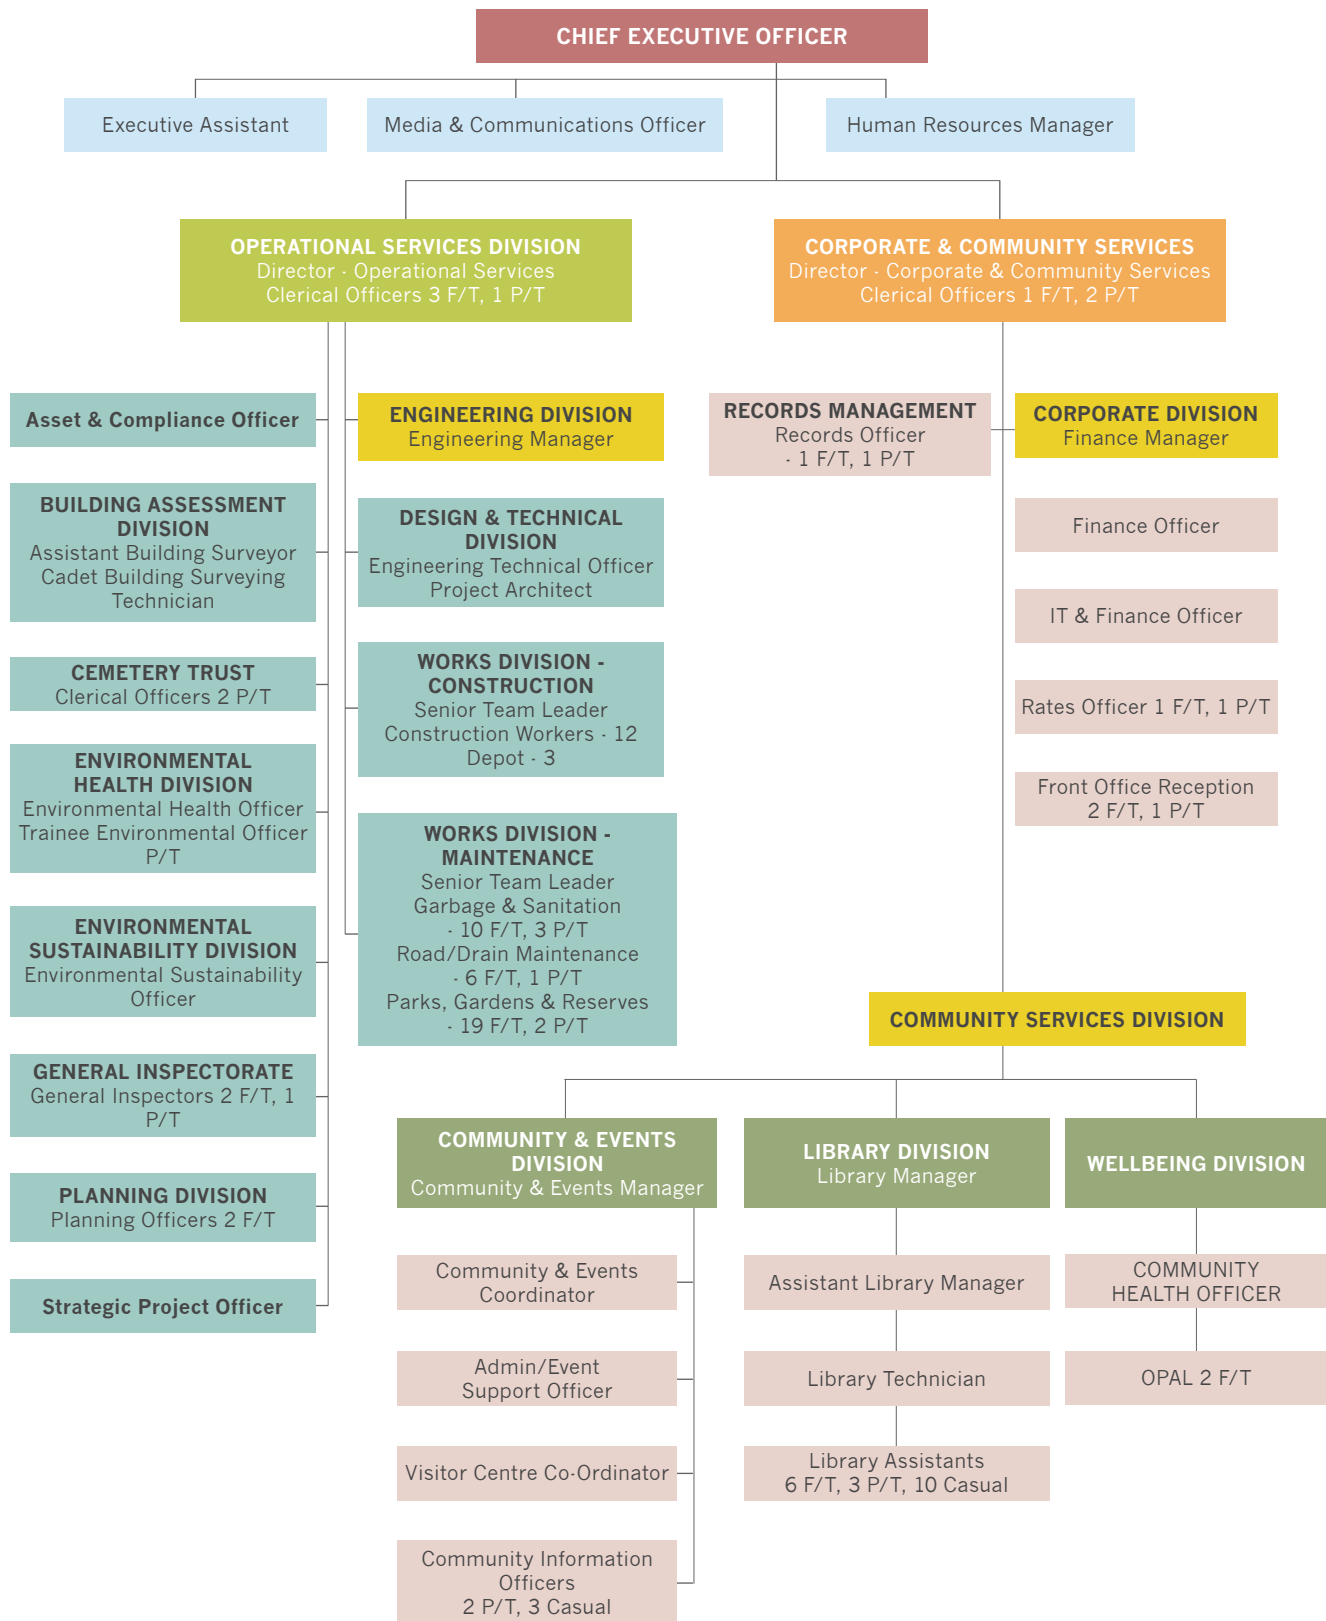 CHIEF EXECUTIVE OFFICER
Executive Assistant
Media & Communications Officer
Human Resources Manager
OPERATIONAL SERVICES DIVISION
Director - Operational Services
Clerical Officers 3 F/T, 1 P/T
CORPORATE & COMMUNITY SERVICES
Director - Corporate & Community Services
Clerical Officers 1 F/T, 2 P/T
Asset & Compliance Officer
BUILDING ASSESSMENT
DIVISION
Assistant Building Surveyor
Cadet Building Surveying
Technician
CEMETERY TRUST
Clerical Officers 2 P/T
ENVIRONMENTAL
HEALTH DIVISION
Environmental Health Officer
Trainee Environmental Officer
P/T
ENVIRONMENTAL
SUSTAINABILITY DIVISION
Environmental Sustainability
Officer
GENERAL INSPECTORATE
General Inspectors 2 F/T, 1
P/T
PLANNING DIVISION
Planning Officers 2 F/T
Strategic Project Officer
ENGINEERING DIVISION
Engineering Manager
DESIGN & TECHNICAL
DIVISION
Engineering Technical Officer
Project Architect
WORKS DIVISION -
CONSTRUCTION
Senior Team Leader
Construction Workers - 12
Depot - 3
WORKS DIVISION -
MAINTENANCE
Senior Team Leader
Garbage & Sanitation
- 10 F/T, 3 P/T
Road/Drain Maintenance
- 6 F/T, 1 P/T
Parks, Gardens & Reserves
- 19 F/T, 2 P/T
RECORDS MANAGEMENT
Records Officer
- 1 F/T, 1 P/T
CORPORATE DIVISION
Finance Manager
Finance Officer
IT & Finance Officer
Rates Officer 1 F/T, 1 P/T
Front Office Reception
2 F/T, 1 P/T
COMMUNITY SERVICES DIVISION
COMMUNITY & EVENTS
DIVISION
Community & Events Manager
Community & Events
Coordinator
Admin/Event
Support Officer
Visitor Centre Co-Ordinator
Community Information
Officers
2 P/T, 3 Casual
LIBRARY DIVISION
Library Manager
Assistant Library Manager
Library Technician
Library Assistants
6 F/T, 3 P/T, 10 Casual
WELLBEING DIVISION
COMMUNITY
HEALTH OFFICER
OPAL 2 F/T